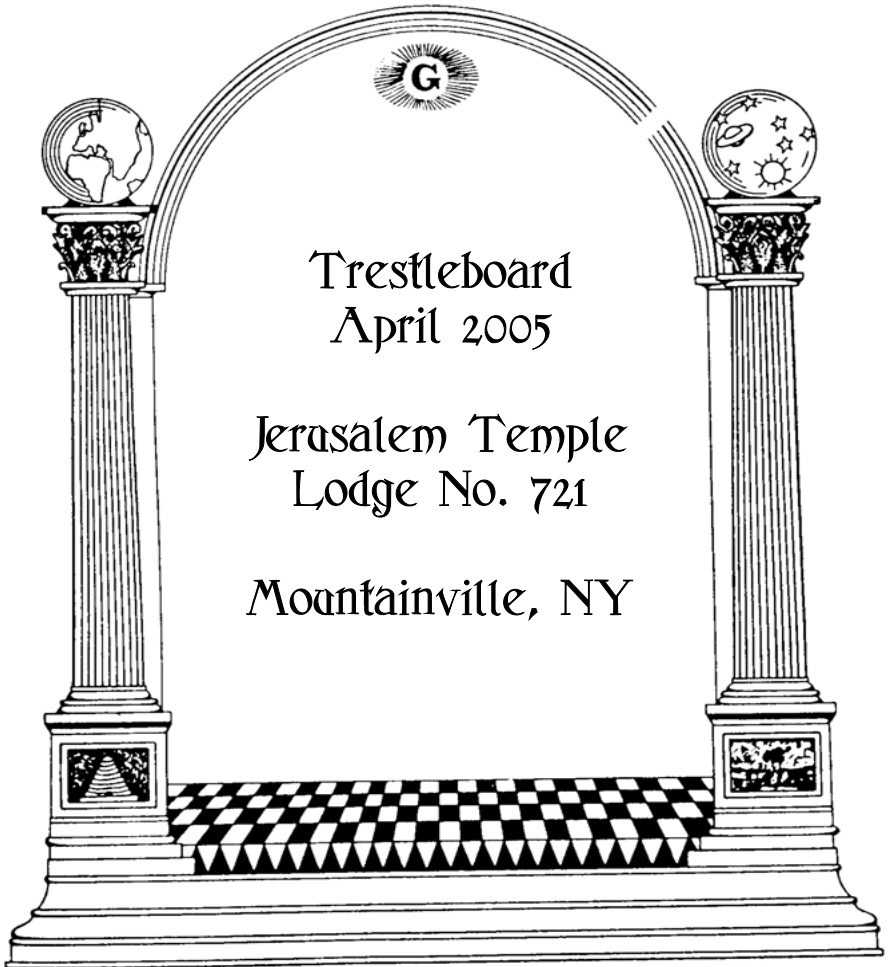 G
Trestleboard
April 2005
Jerusalem Temple
Lodge No. 721
Mountainville, NY